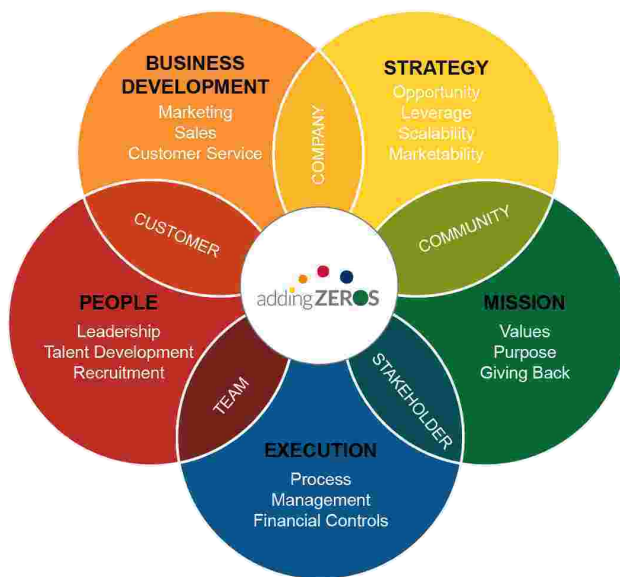 BUSINESS
DEVELOPMENT
Marketing
Sales
Customer Service
STRATEGY
Opportunity
Leverage
Scalability
Marketability
COMPANY
CUSTOMER
COMMUNITY
addingZEROS
PEOPLE
Leadership
Talent Development
Recruitment
MISSION
Values
Purpose
Giving Back
TEAM
STAKEHOLDER
EXECUTION
Process
Management
Financial Controls